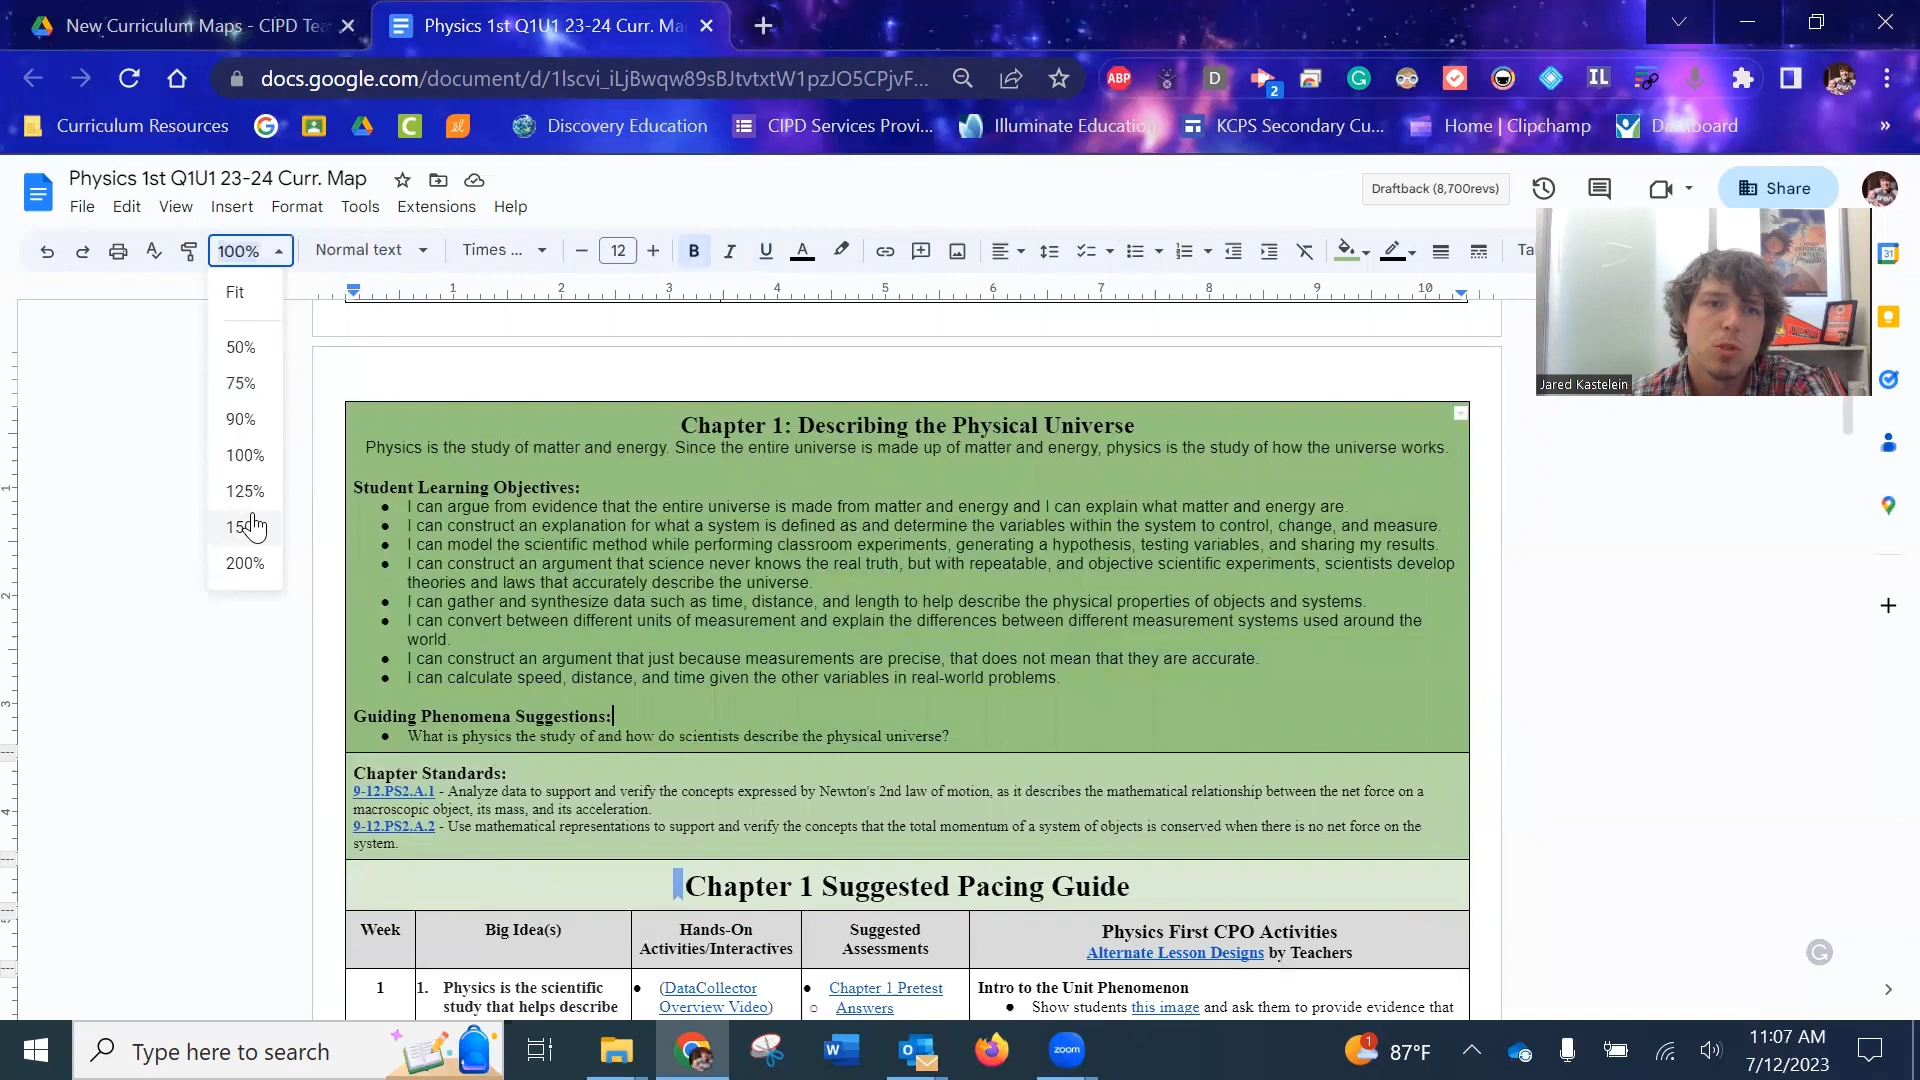 New Curriculum Maps - CIPD Tea
Physics 1st Q1U1 23-24 Curr. Ma
docs.google.com/document/d/1lscvi_iLjBwqw89sBJtvtxtW1pzJO5CPjvF...
ABP
D
2
IL
Curriculum Resources
Discovery Education
CIPD Services Provi...
Illuminate Education
KCPS Secondary Cu...
Home | Clipchamp
Dashboard
»
Physics 1st Q1U1 23-24 Curr. Map
Draftback (8,700revs)
Share
File Edit View Insert Format Tools Extensions Help
100%
Normal text
Times ...
12
B I U A
Ta
31
1 2 3 4 5 6 7 8 9 10
Fit
50%
75%
90%
100%
125%
200%
Jared Kastelein
Chapter 1: Describing the Physical Universe
Physics is the study of matter and energy. Since the entire universe is made up of matter and energy, physics is the study of how the universe works.
Student Learning Objectives:
● I can argue from evidence that the entire universe is made from matter and energy and I can explain what matter and energy are.
● I can construct an explanation for what a system is defined as and determine the variables within the system to control, change, and measure.
● I can model the scientific method while performing classroom experiments, generating a hypothesis, testing variables, and sharing my results.
● I can construct an argument that science never knows the real truth, but with repeatable, and objective scientific experiments, scientists develop
theories and laws that accurately describe the universe.
● I can gather and synthesize data such as time, distance, and length to help describe the physical properties of objects and systems.
● I can convert between different units of measurement and explain the differences between different measurement systems used around the
world.
● I can construct an argument that just because measurements are precise, that does not mean that they are accurate.
● I can calculate speed, distance, and time given the other variables in real-world problems.
Guiding Phenomena Suggestions:
● What is physics the study of and how do scientists describe the physical universe?
Chapter Standards:
9-12.PS2.A.1 - Analyze data to support and verify the concepts expressed by Newton's 2nd law of motion, as it describes the mathematical relationship between the net force on a
macroscopic object, its mass, and its acceleration.
9-12.PS2.A.2 - Use mathematical representations to support and verify the concepts that the total momentum of a system of objects is conserved when there is no net force on the
system.
Chapter 1 Suggested Pacing Guide
Week
Big Idea(s)
Hands-On
Activities/Interactives
Suggested
Assessments
Physics First CPO Activities
Alternate Lesson Designs by Teachers
1
1. Physics is the scientific
study that helps describe
● (DataCollector
Overview Video)
● Chapter 1 Pretest
○ Answers
Intro to the Unit Phenomenon
● Show students this image and ask them to provide evidence that
Type here to search
zoom
1
87°F
11:07 AM
7/12/2023